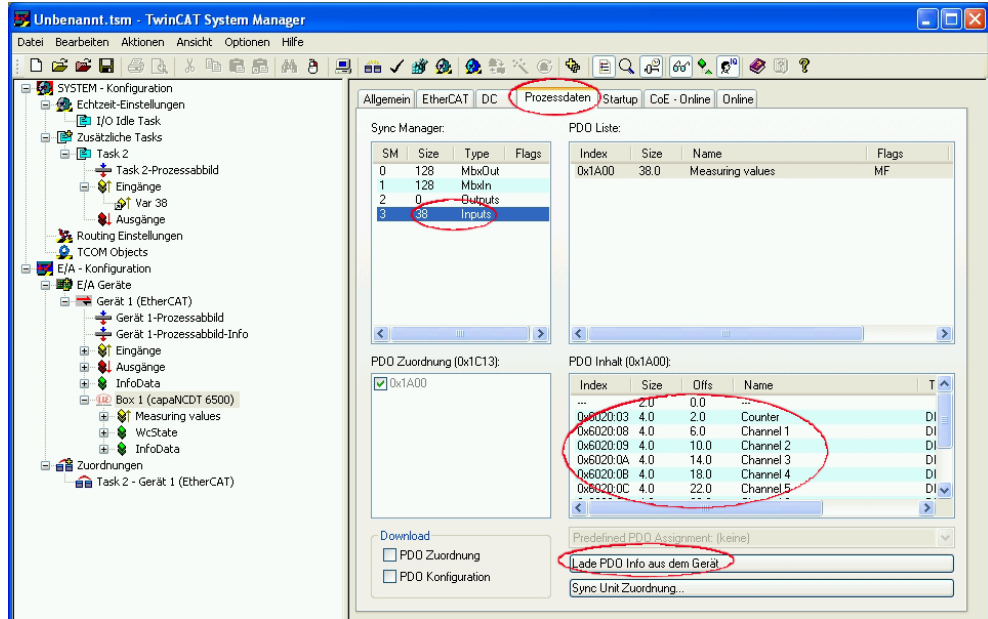 Unbenannt.tsm - TwinCAT System Manager
Datei Bearbeiten Aktionen Ansicht Optionen Hilfe
SYSTEM - Konfiguration
Echtzeit-Einstellungen
I/O Idle Task
Zusätzliche Tasks
Task 2
Task 2-Prozessabbild
Eingänge
Var 38
Ausgänge
Routing Einstellungen
TCOM Objects
E/A - Konfiguration
E/A Geräte
Gerät 1 (EtherCAT)
Gerät 1-Prozessabbild
Gerät 1-Prozessabbild-Info
Eingänge
Ausgänge
InfoData
Box 1 (capaNCDT 6500)
Measuring values
WcState
InfoData
Zuordnungen
Task 2 - Gerät 1 (EtherCAT)
Allgemein EtherCAT DC Prozessdaten Startup CoE - Online Online
Sync Manager:
SM Size Type Flags
0 128 MbxOut
1 128 MbxIn
2 0 Outputs
3 38 Inputs
PDO Liste:
Index Size Name Flags
0x1A00 38.0 Measuring values MF
PDO Zuordnung (0x1C13):
0x1A00
PDO Inhalt (0x1A00):
Index Size Offs Name T
--- 2.0 0.0 ---
0x6020:03 4.0 2.0 Counter DI
0x6020:08 4.0 6.0 Channel 1 DI
0x6020:09 4.0 10.0 Channel 2 DI
0x6020:0A 4.0 14.0 Channel 3 DI
0x6020:0B 4.0 18.0 Channel 4 DI
0x6020:0C 4.0 22.0 Channel 5 DI
Download
PDO Zuordnung
PDO Konfiguration
Predefined PDO Assignment: (keine)
Lade PDO Info aus dem Gerät
Sync Unit Zuordnung...